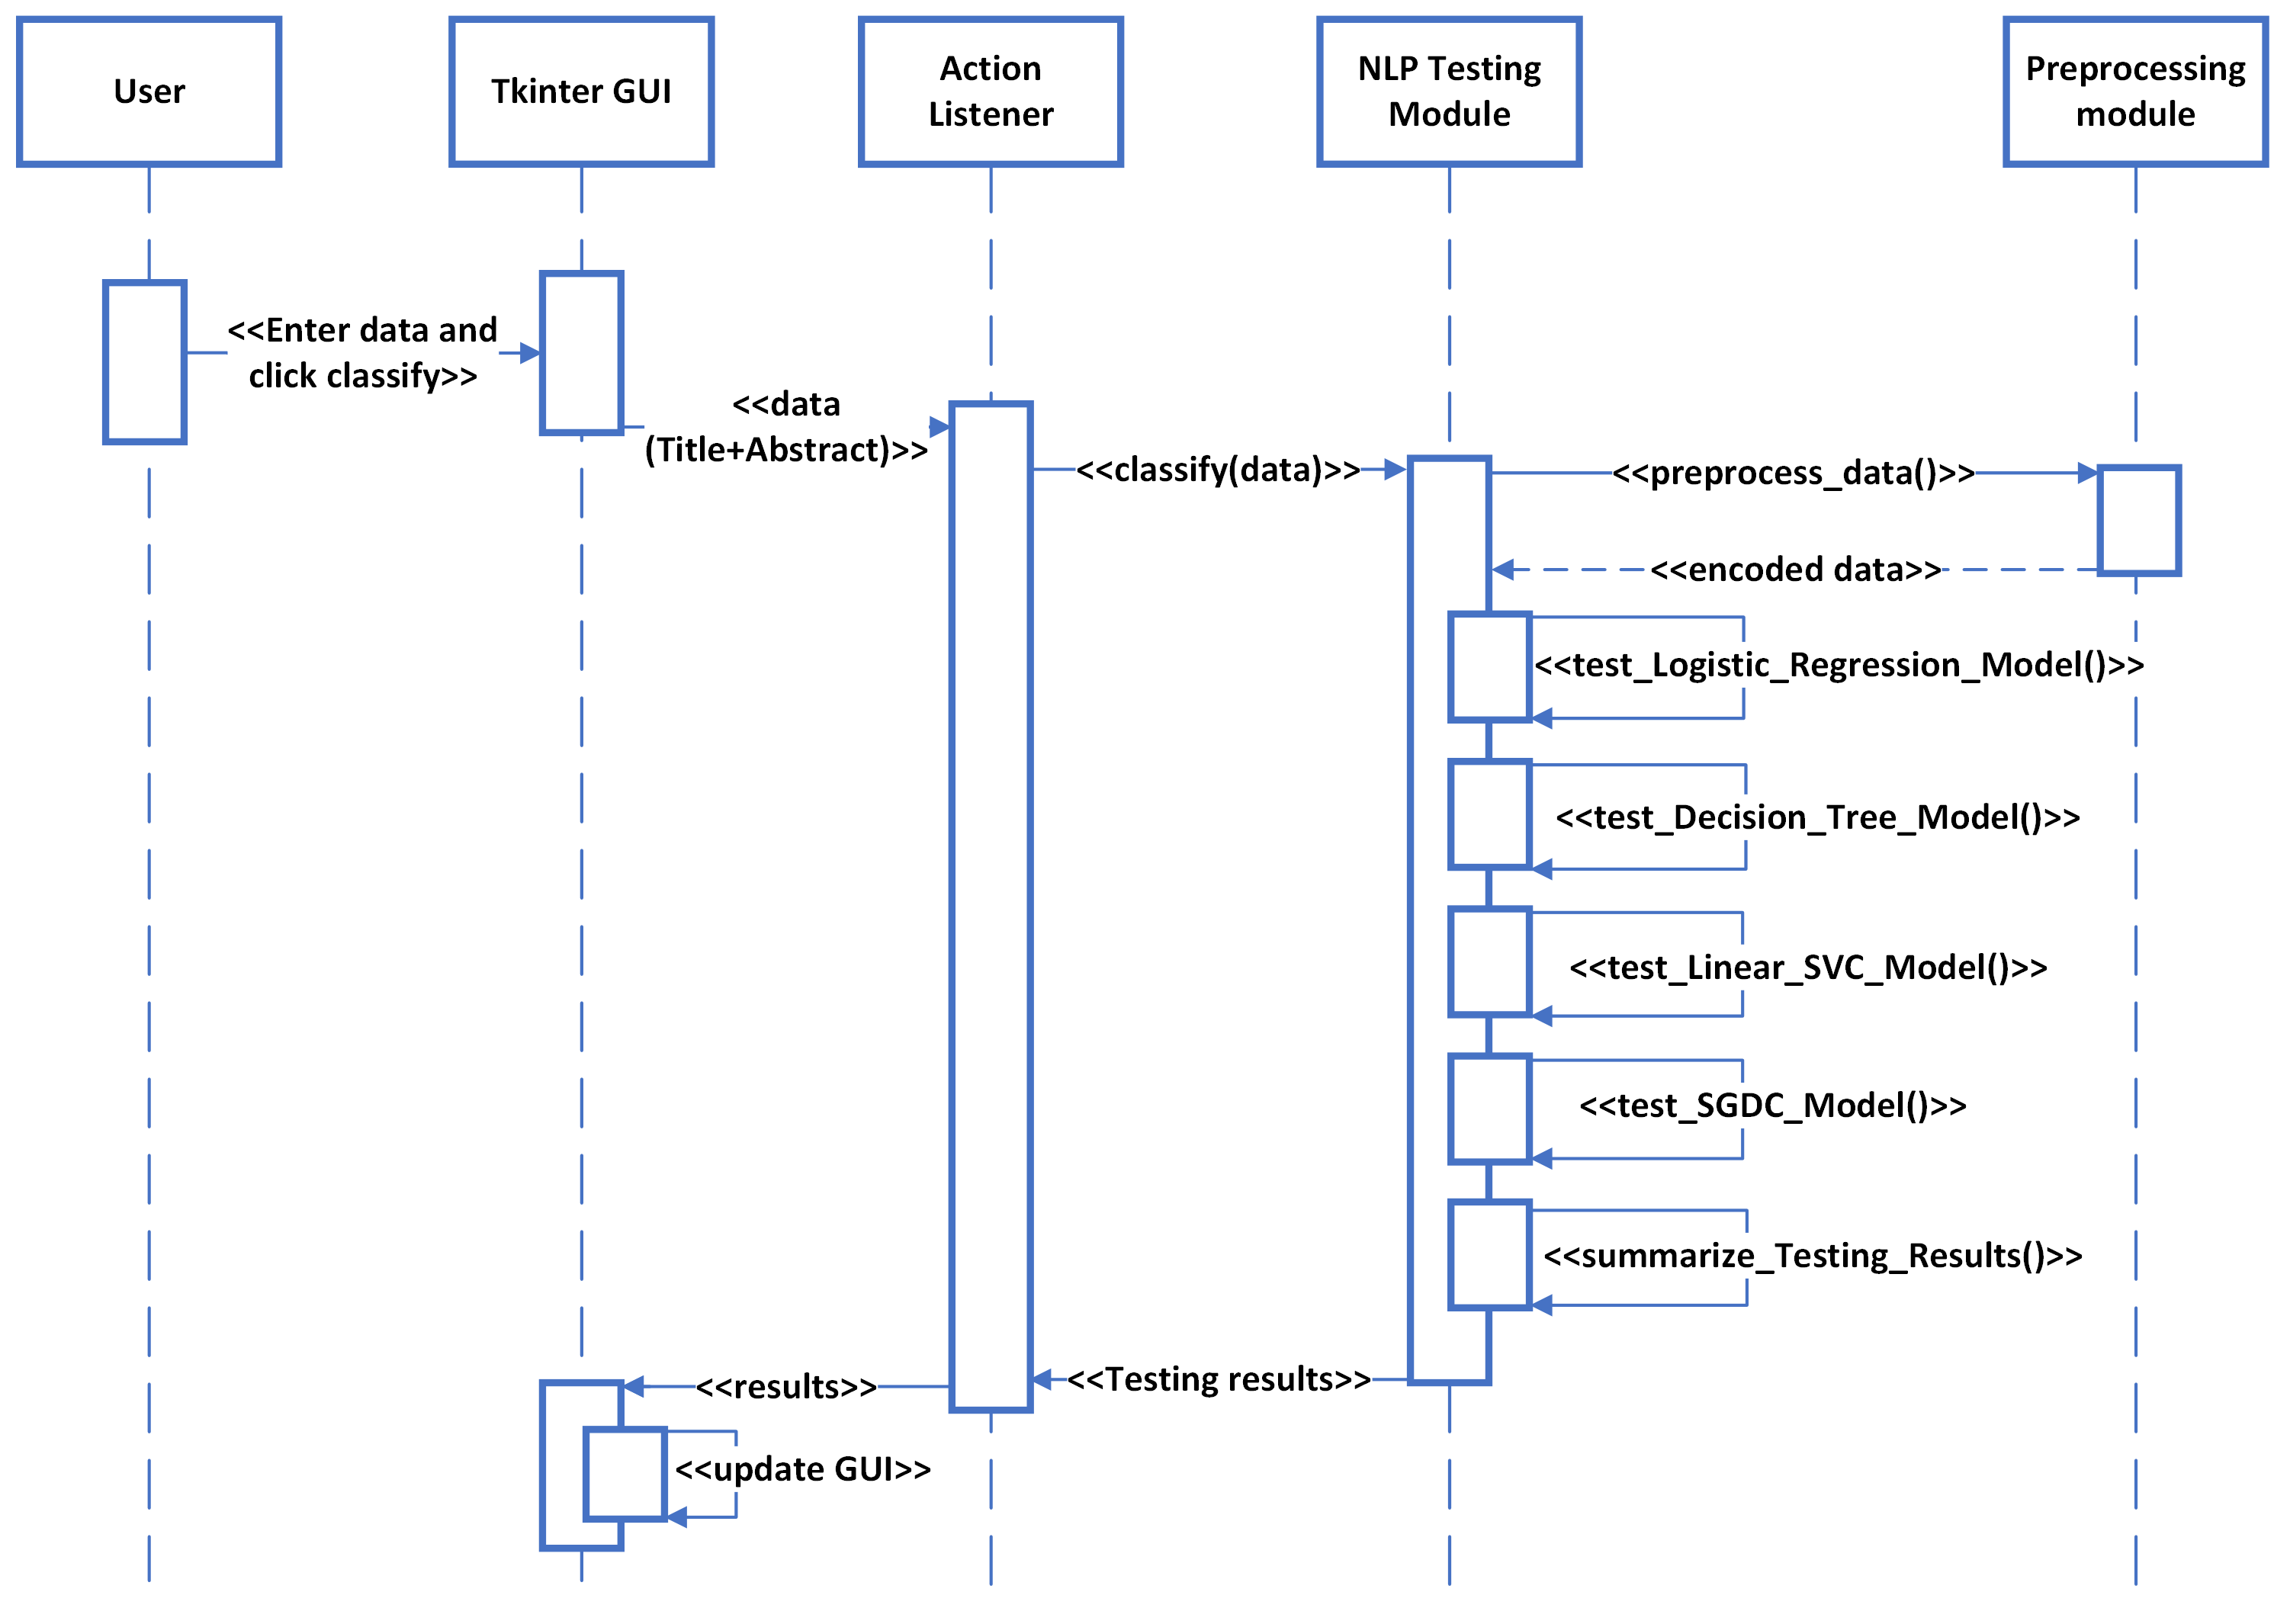 User
Tkinter GUI
Action
Listener
NLP Testing
Module
Preprocessing
module
<<Enter data and
click classify>>
<<data
(Title+Abstract)>>
<<classify(data)>>
<<preprocess_data()>>
<<encoded data>>
<<test_Logistic_Regression_Model()>>
<<test_Decision_Tree_Model()>>
<<test_Linear_SVC_Model()>>
<<test_SGDC_Model()>>
<<summarize_Testing_Results()>>
<<Testing results>>
<<results>>
<<update GUI>>